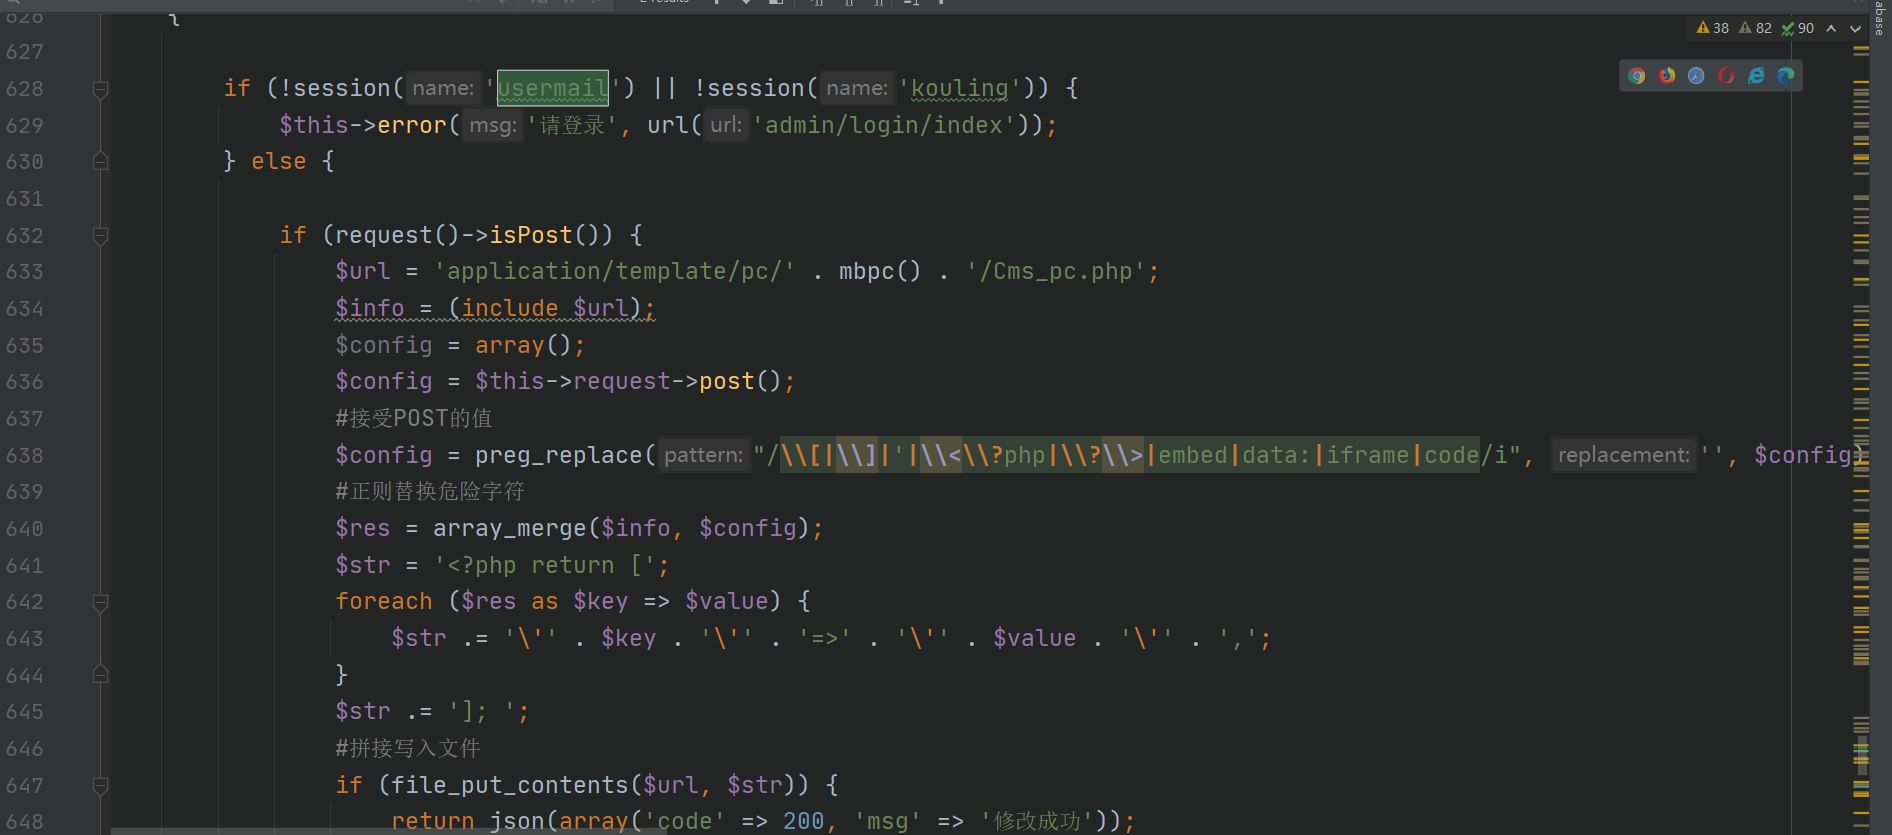 2 results
abase
38 82 90
626 {
627
628 if (!session( name: 'usermail') || !session( name: 'kouling')) {
629 $this->error( msg: '请登录', url( url: 'admin/login/index'));
630 } else {
631
632 if (request()->isPost()) {
633 $url = 'application/template/pc/' . mbpc() . '/Cms_pc.php';
634 $info = (include $url);
635 $config = array();
636 $config = $this->request->post();
637 #接受POST的值
638 $config = preg_replace( pattern: "/\\[|\\]|'|\\<\\?php|\\?\\>|embed|data:|iframe|code/i", replacement: '', $config)
639 #正则替换危险字符
640 $res = array_merge($info, $config);
641 $str = '<?php return [';
642 foreach ($res as $key => $value) {
643 $str .= '\'' . $key . '\'' . '=>' . '\'' . $value . '\'' . ',';
644 }
645 $str .= ']; ';
646 #拼接写入文件
647 if (file_put_contents($url, $str)) {
648 return json(array('code' => 200, 'msg' => '修改成功'));